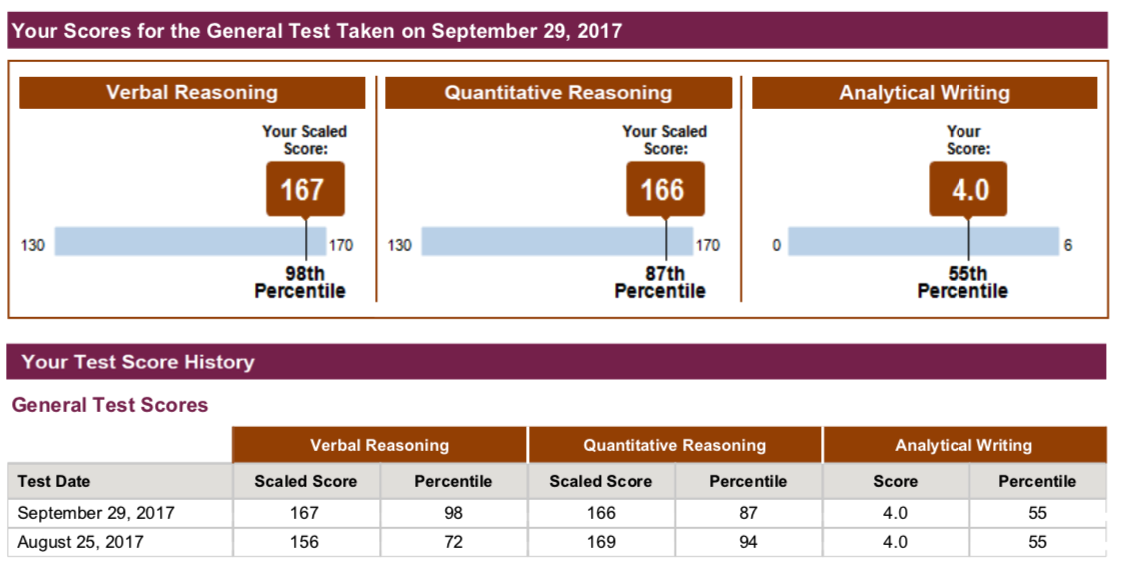 Your Scores for the General Test Taken on September 29, 2017
Verbal Reasoning
Your Scaled
Score:
167
130
170
98th
Percentile
Quantitative Reasoning
Your Scaled
Score:
166
130
170
87th
Percentile
Analytical Writing
Your
Score:
4.0
0
6
55th
Percentile
Your Test Score History
General Test Scores
Verbal Reasoning Quantitative Reasoning Analytical Writing
Test Date Scaled Score Percentile Scaled Score Percentile Score Percentile
September 29, 2017 167 98 166 87 4.0 55
August 25, 2017 156 72 169 94 4.0 55